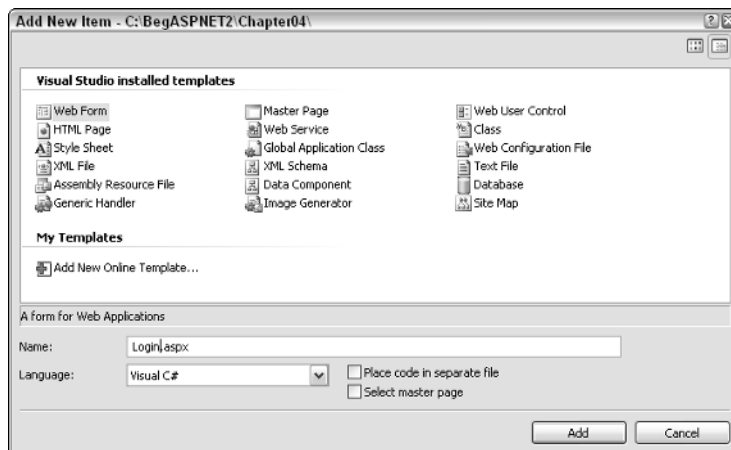 Add New Item - C:\BegASPNET2\Chapter04\
Visual Studio installed templates
Web Form Master Page Web User Control
HTML Page Web Service Class
Style Sheet Global Application Class Web Configuration File
XML File XML Schema Text File
Assembly Resource File Data Component Database
Generic Handler Image Generator Site Map
My Templates
Add New Online Template...
A form for Web Applications
Name: Login.aspx
Language: Visual C# Place code in separate file
Select master page
Add Cancel